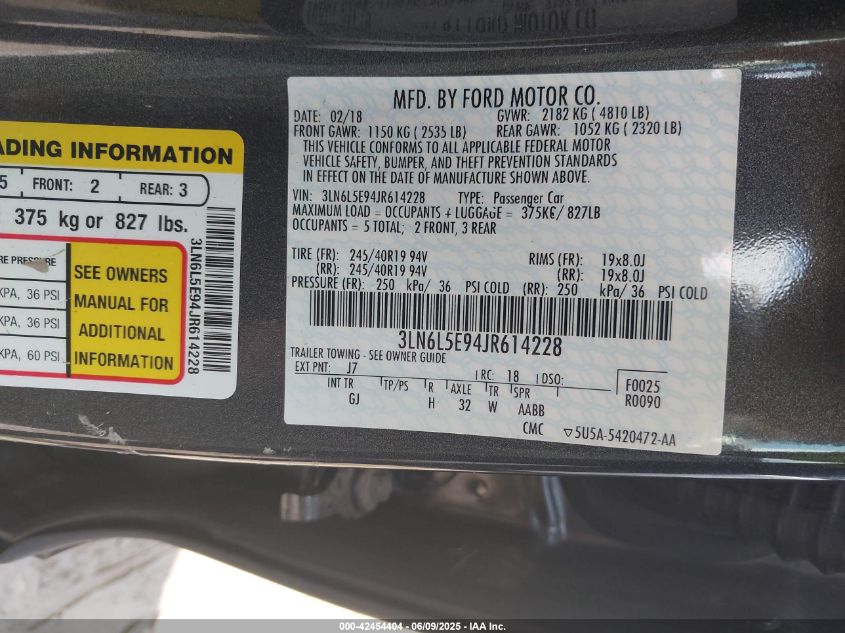 MFD. BY FORD MOTOR CO.
DATE: 02/18 GVWR: 2182 KG ( 4810 LB)
FRONT GAWR: 1150 KG ( 2535 LB) REAR GAWR: 1052 KG ( 2320 LB)
THIS VEHICLE CONFORMS TO ALL APPLICABLE FEDERAL MOTOR
VEHICLE SAFETY, BUMPER, AND THEFT PREVENTION STANDARDS
IN EFFECT ON THE DATE OF MANUFACTURE SHOWN ABOVE.
VIN: 3LN6L5E94JR614228 TYPE: Passenger Car
MAXIMUM LOAD = OCCUPANTS + LUGGAGE = 375KG/ 827LB
OCCUPANTS = 5 TOTAL; 2 FRONT, 3 REAR
TIRE (FR): 245/40R19 94V RIMS (FR): 19x8.0J
(RR): 245/40R19 94V (RR): 19x8.0J
PRESSURE (FR): 250 kPa/ 36 PSI COLD (RR): 250 kPa/ 36 PSI COLD
3LN6L5E94JR614228
TRAILER TOWING - SEE OWNER GUIDE
EXT PNT: J7 RC: 18 DSO: F0025
INT TR TP/PS R AXLE TR SPR R0090
GJ H 32 W AABB
CMC ▽5U5A-5420472-AA
ADING INFORMATION
5 FRONT: 2 REAR: 3
375 kg or 827 lbs.
RE PRESSURE
KPA, 36 PSI
KPA, 36 PSI
KPA, 60 PSI
SEE OWNERS
MANUAL FOR
ADDITIONAL
INFORMATION
3LN6L5E94JR614228
000-42454404 - 06/09/2025 - IAA Inc.